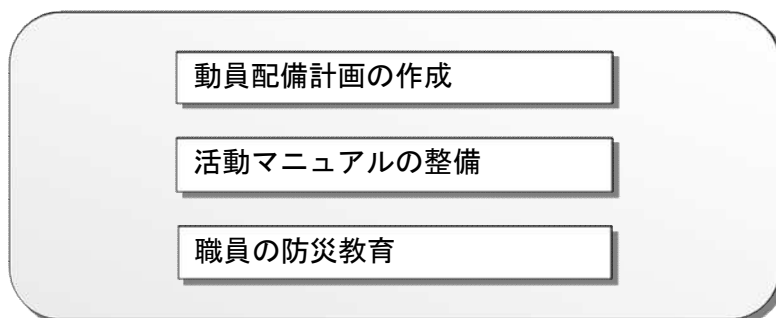 動員配備計画の作成
活動マニュアルの整備
職員の防災教育